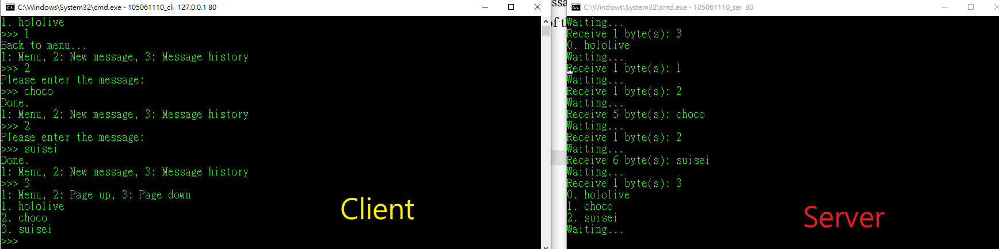 C:\Windows\System32\cmd.exe - 105061110_cli  127.0.0.1 80
1. hololive
>>> 1
Back to menu...
1: Menu, 2: New message, 3: Message history
>>> 2
Please enter the message:
>>> choco
Done.
1: Menu, 2: New message, 3: Message history
>>> 2
Please enter the message:
>>> suisei
Done.
1: Menu, 2: New message, 3: Message history
>>> 3
1: Menu, 2: Page up, 3: Page down
1. hololive
2. choco
3. suisei
>>>
Client
C:\Windows\System32\cmd.exe - 105061110_ser  80
Waiting...
Receive 1 byte(s): 3
0. hololive
Waiting...
Receive 1 byte(s): 1
Waiting...
Receive 1 byte(s): 2
Waiting...
Receive 5 byte(s): choco
Waiting...
Receive 1 byte(s): 2
Waiting...
Receive 6 byte(s): suisei
Waiting...
Receive 1 byte(s): 3
0. hololive
1. choco
2. suisei
Waiting...
Server